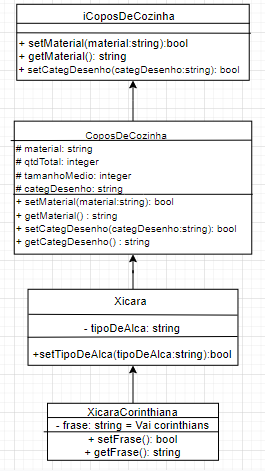 iCoposDeCozinha
+ setMaterial(material:string):bool
+ getMaterial(): string
+ setCategDesenho(categDesenho:string): bool
CoposDeCozinha
# material: string
# qtdTotal: integer
# tamanhoMedio: integer
# categDesenho: string
+ setMaterial(material:string): bool
+ getMaterial() : string
+ setCategDesenho(categDesenho:string): bool
+ getCategDesenho() : string
Xicara
- tipoDeAlca: string
+setTipoDeAlca(tipoDeAlca:string):bool
XicaraCorinthiana
- frase: string = Vai corinthians
+ setFrase(): bool
+ getFrase(): string